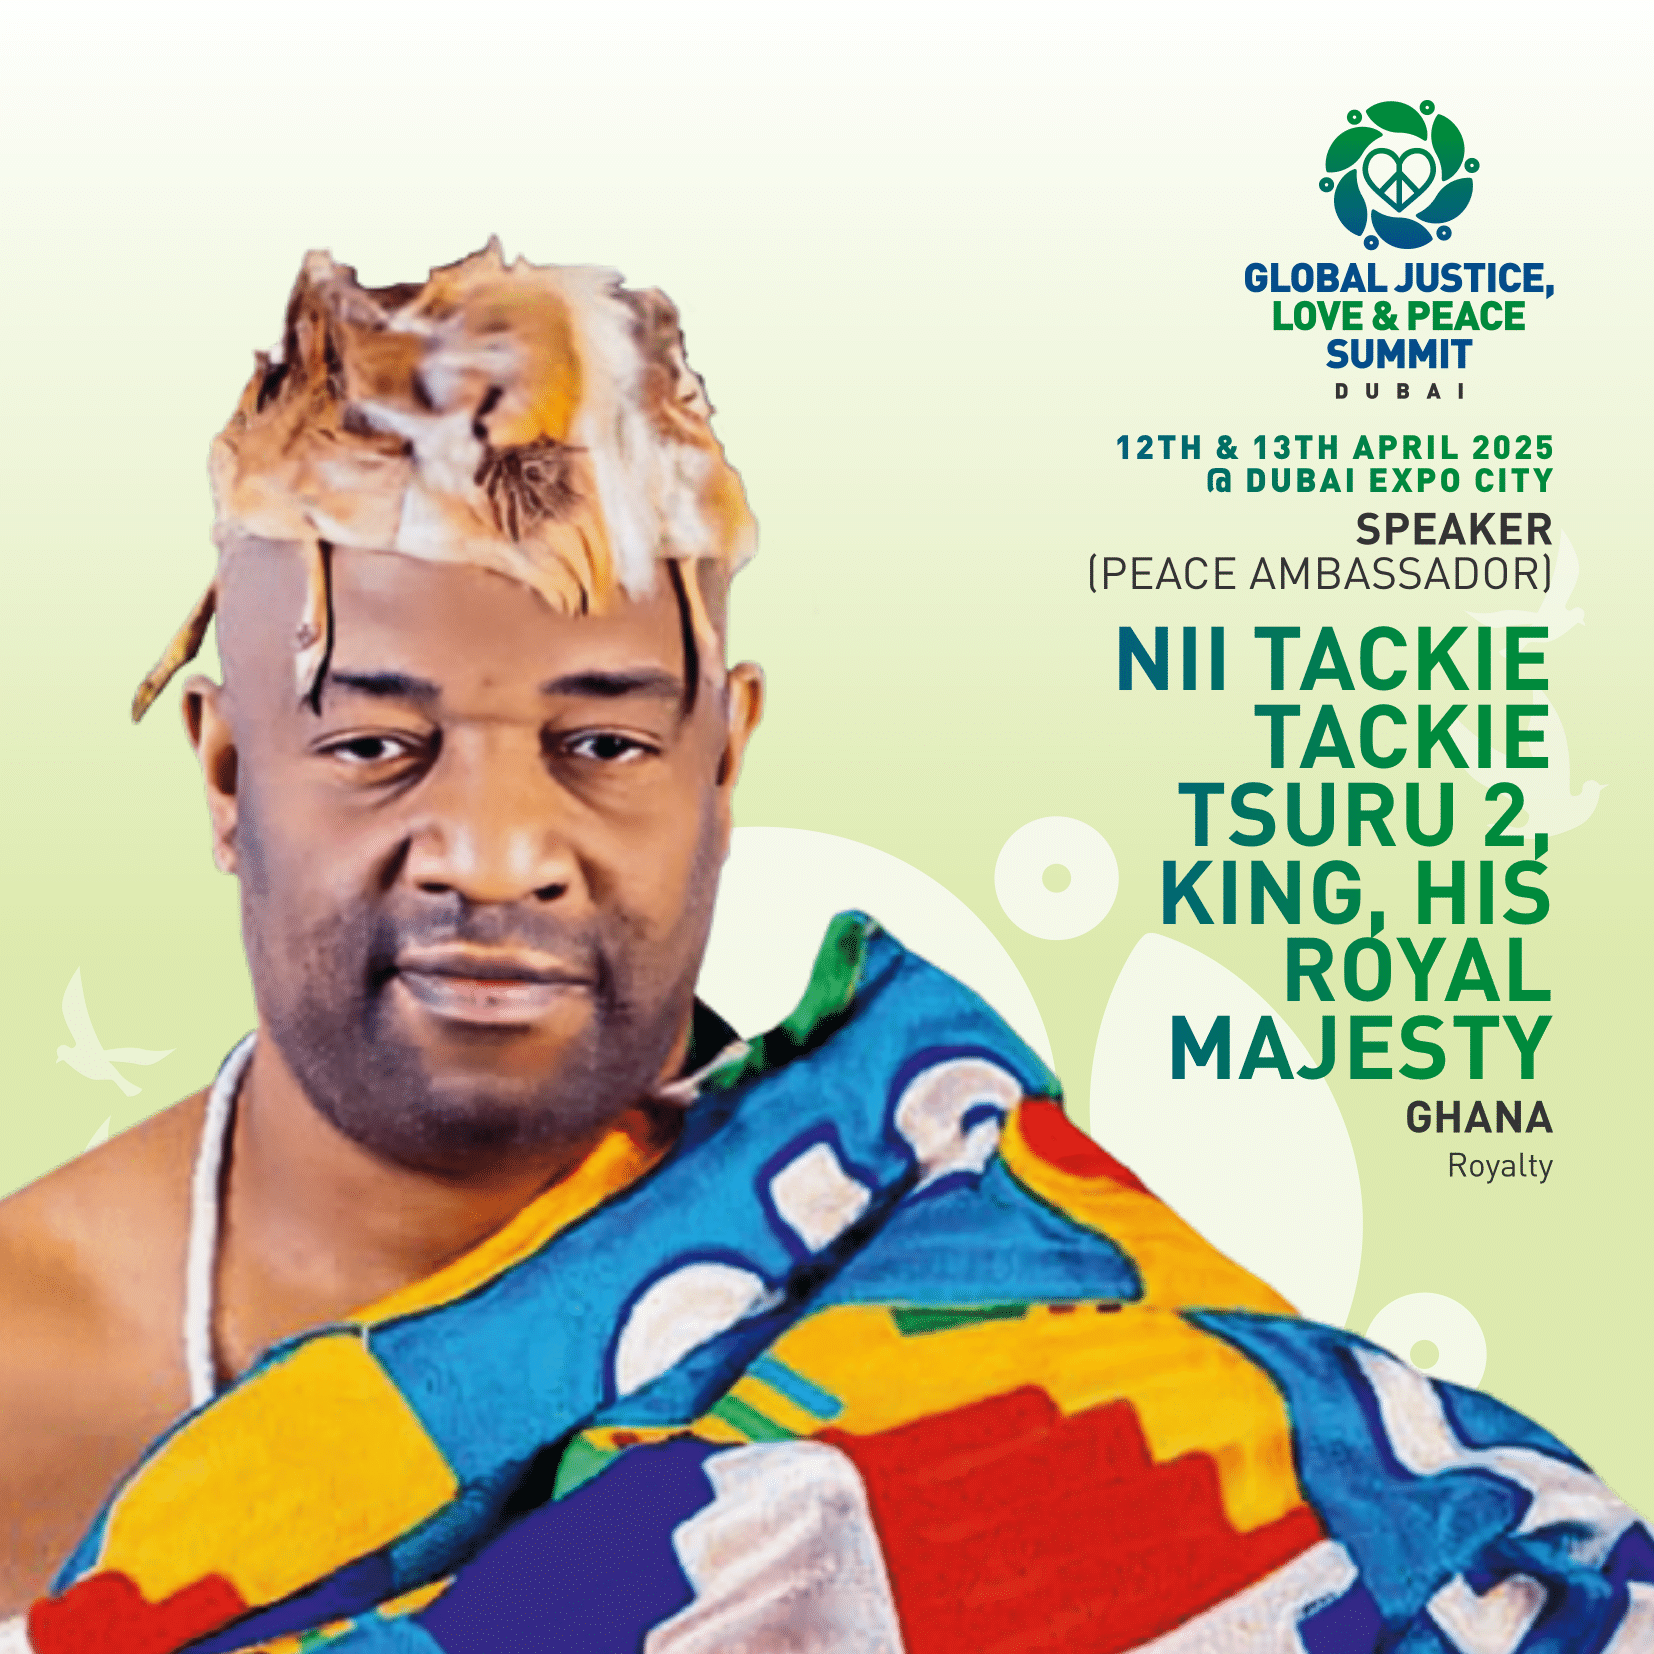 GLOBAL JUSTICE,
LOVE & PEACE
SUMMIT
DUBAI
12TH & 13TH APRIL 2025
@ DUBAI EXPO CITY
SPEAKER
(PEACE AMBASSADOR)
NII TACKIE
TACKIE
TSURU 2,
KING, HIS
ROYAL
MAJESTY
GHANA
Royalty